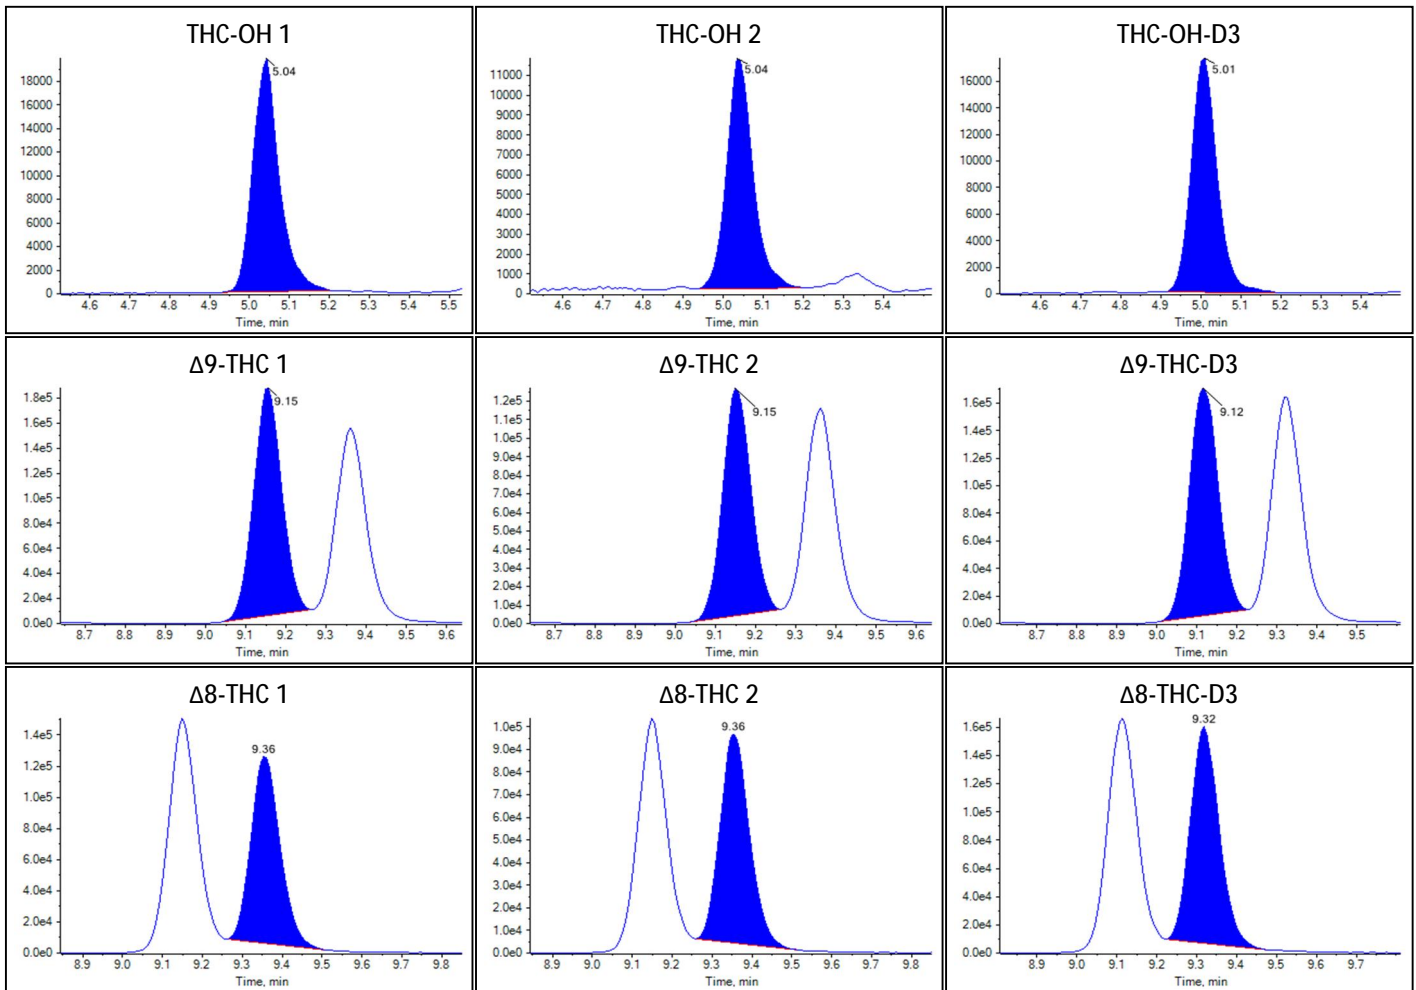 THC-OH 1
18000
16000
14000
12000
10000
8000
6000
4000
2000
0
5.04
4.6 4.7 4.8 4.9 5.0 5.1 5.2 5.3 5.4 5.5
Time, min
THC-OH 2
11000
10000
9000
8000
7000
6000
5000
4000
3000
2000
1000
0
5.04
4.6 4.7 4.8 4.9 5.0 5.1 5.2 5.3 5.4
Time, min
THC-OH-D3
16000
14000
12000
10000
8000
6000
4000
2000
0
5.01
4.6 4.7 4.8 4.9 5.0 5.1 5.2 5.3 5.4
Time, min
Δ9-THC 1
1.8e5
1.6e5
1.4e5
1.2e5
1.0e5
8.0e4
6.0e4
4.0e4
2.0e4
0.0e0
9.15
8.7 8.8 8.9 9.0 9.1 9.2 9.3 9.4 9.5 9.6
Time, min
Δ9-THC 2
1.2e5
1.1e5
1.0e5
9.0e4
8.0e4
7.0e4
6.0e4
5.0e4
4.0e4
3.0e4
2.0e4
1.0e4
0.0e0
9.15
8.7 8.8 8.9 9.0 9.1 9.2 9.3 9.4 9.5 9.6
Time, min
Δ9-THC-D3
1.6e5
1.4e5
1.2e5
1.0e5
8.0e4
6.0e4
4.0e4
2.0e4
0.0e0
9.12
8.7 8.8 8.9 9.0 9.1 9.2 9.3 9.4 9.5
Time, min
Δ8-THC 1
1.4e5
1.2e5
1.0e5
8.0e4
6.0e4
4.0e4
2.0e4
0.0e0
9.36
8.9 9.0 9.1 9.2 9.3 9.4 9.5 9.6 9.7 9.8
Time, min
Δ8-THC 2
1.0e5
9.0e4
8.0e4
7.0e4
6.0e4
5.0e4
4.0e4
3.0e4
2.0e4
1.0e4
0.0e0
9.36
8.9 9.0 9.1 9.2 9.3 9.4 9.5 9.6 9.7 9.8
Time, min
Δ8-THC-D3
1.6e5
1.4e5
1.2e5
1.0e5
8.0e4
6.0e4
4.0e4
2.0e4
0.0e0
9.32
8.9 9.0 9.1 9.2 9.3 9.4 9.5 9.6 9.7
Time, min